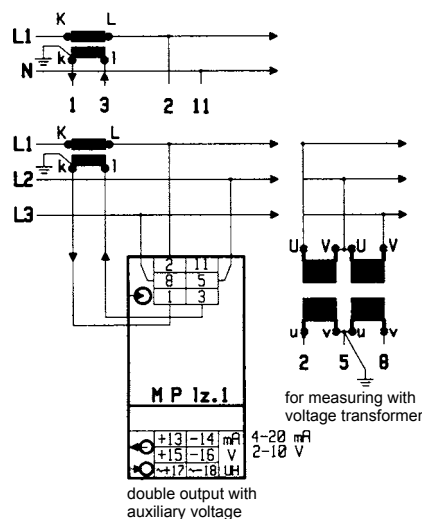 K L
L1
k l
N
1 3 2 11
K L
L1
k l
L2
L3
2 11
8 5
1 3
U V U V
u v u v
2 5 8
M P Iz.1
for measuring with
voltage transformer
+13 -14 mA 4-20 mA
+15 -16 V 2-10 V
~+17 ~-18 UH
double output with
auxiliary voltage